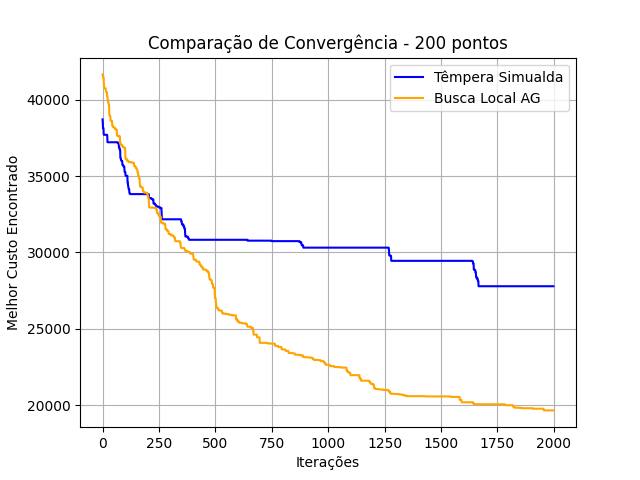 Comparação de Convergência - 200 pontos
Têmpera Simualda
Busca Local AG
Melhor Custo Encontrado
40000
35000
30000
25000
20000
0 250 500 750 1000 1250 1500 1750 2000
Iterações